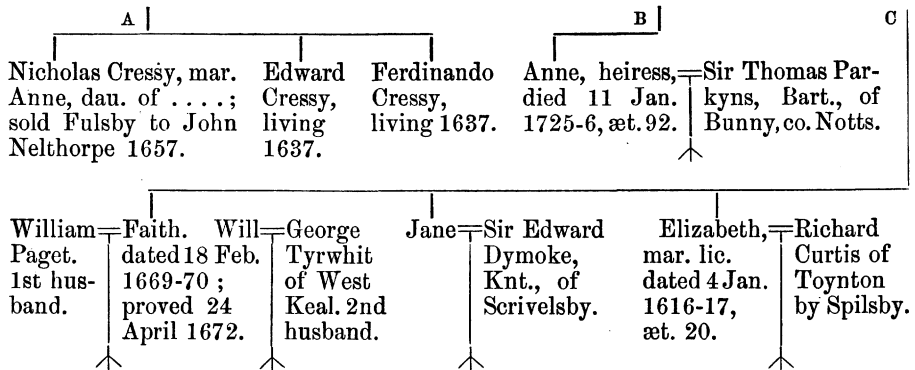 A B C
Nicholas Cressy, mar.
Anne, dau. of . . . . ;
sold Fulsby to John
Nelthorpe 1657.
Edward
Cressy,
living
1637.
Ferdinando
Cressy,
living 1637.
Anne, heiress,
died 11 Jan.
1725-6, æt. 92.
Sir Thomas Par-
kyns, Bart., of
Bunny, co. Notts.
William
Paget.
1st hus-
band.
Faith. Will
dated 18 Feb.
1669-70 ;
proved 24
April 1672.
George
Tyrwhit
of West
Keal. 2nd
husband.
Jane
Sir Edward
Dymoke,
Knt., of
Scrivelsby.
Elizabeth,
mar. lic.
dated 4 Jan.
1616-17,
æt. 20.
Richard
Curtis of
Toynton
by Spilsby.